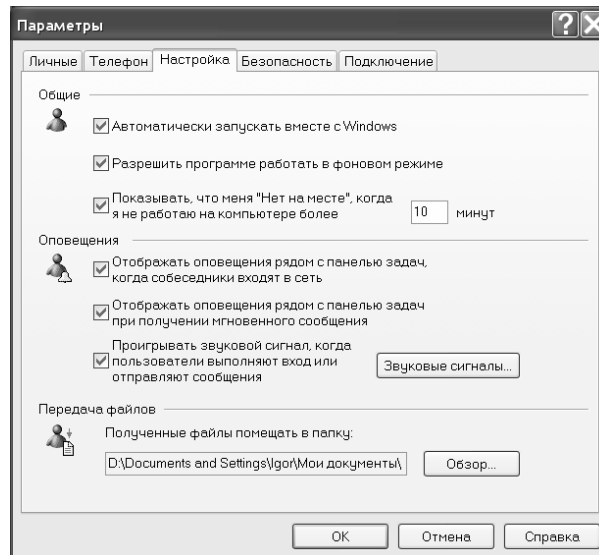 Параметры
Личные Телефон Настройка Безопасность Подключение
Общие
Автоматически запускать вместе с Windows
Разрешить программе работать в фоновом режиме
Показывать, что меня "Нет на месте", когда
я не работаю на компьютере более 10 минут
Оповещения
Отображать оповещения рядом с панелью задач,
когда собеседники входят в сеть
Отображать оповещения рядом с панелью задач
при получении мгновенного сообщения
Проигрывать звуковой сигнал, когда
пользователи выполняют вход или
отправляют сообщения
Звуковые сигналы...
Передача файлов
Полученные файлы помещать в папку:
D:\Documents and Settings\Igor\Мои документы\ Обзор...
OK Отмена Справка